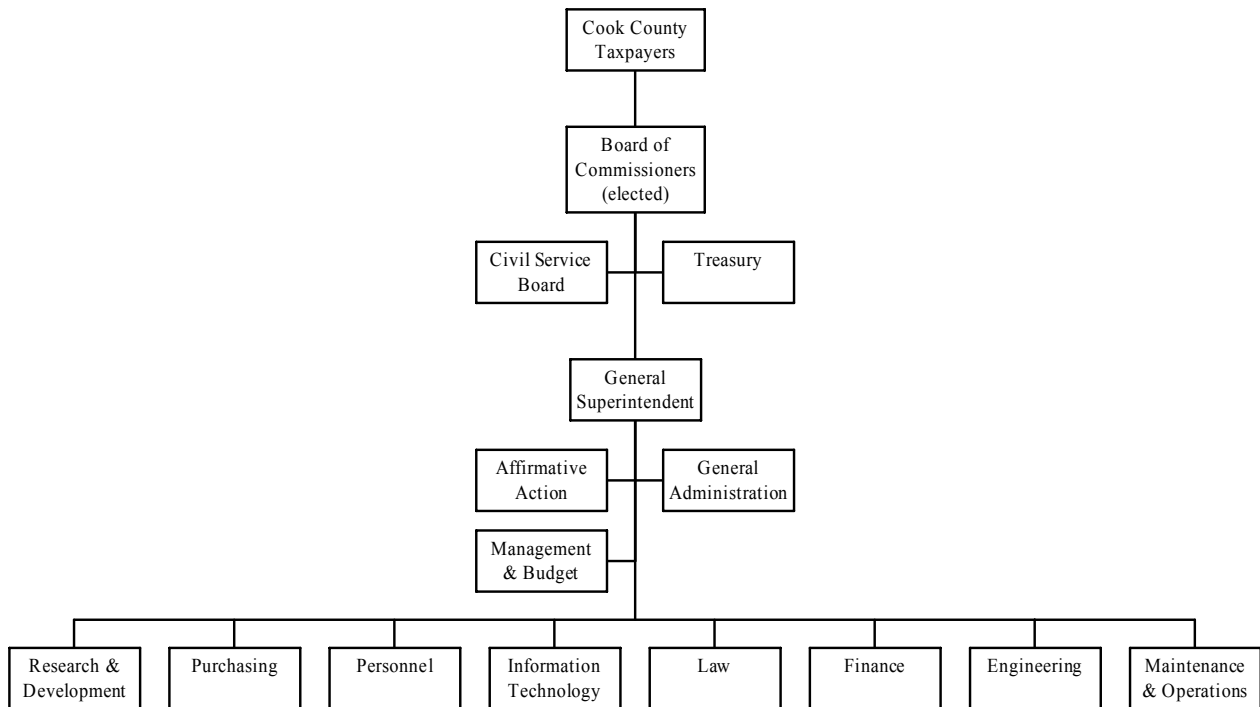 Cook County
Taxpayers
Board of
Commissioners
(elected)
Civil Service
Board
Treasury
General
Superintendent
Affirmative
Action
General
Administration
Management
& Budget
Research &
Development
Purchasing
Personnel
Information
Technology
Law
Finance
Engineering
Maintenance
& Operations